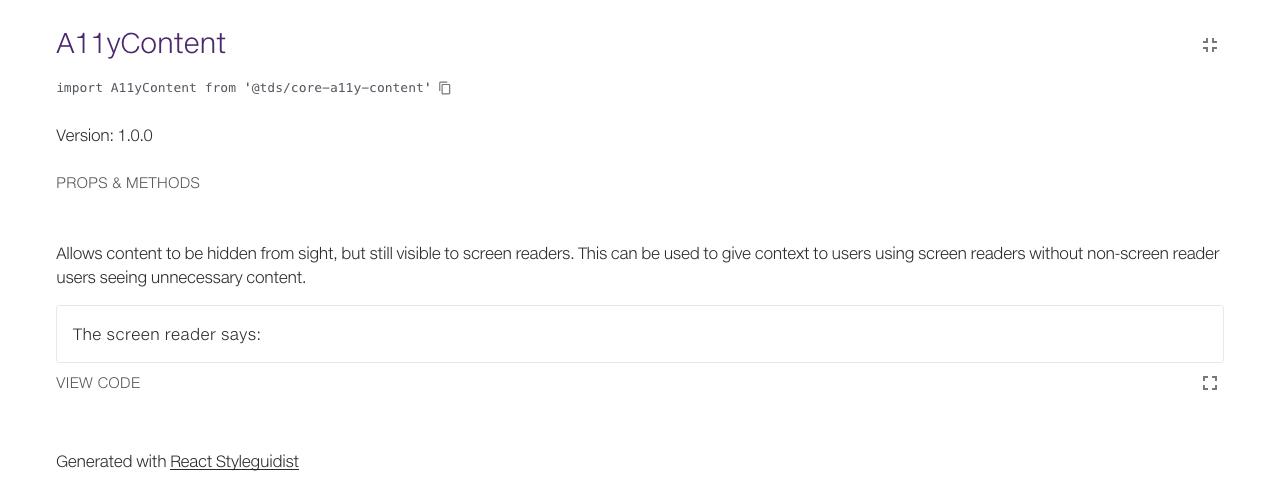 A11yContent
import A11yContent from '@tds/core-a11y-content'
Version: 1.0.0
PROPS & METHODS
Allows content to be hidden from sight, but still visible to screen readers. This can be used to give context to users using screen readers without non-screen reader
users seeing unnecessary content.
The screen reader says:
VIEW CODE
Generated with React Styleguidist